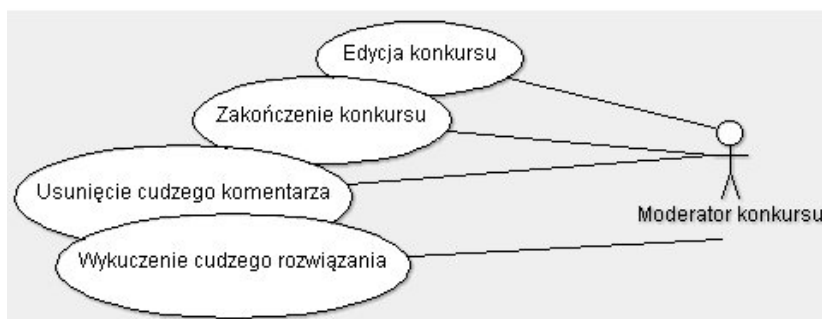 Edycja konkursu
Zakończenie konkursu
Usunięcie cudzego komentarza
Moderator konkursu
Wykuczenie cudzego rozwiązania